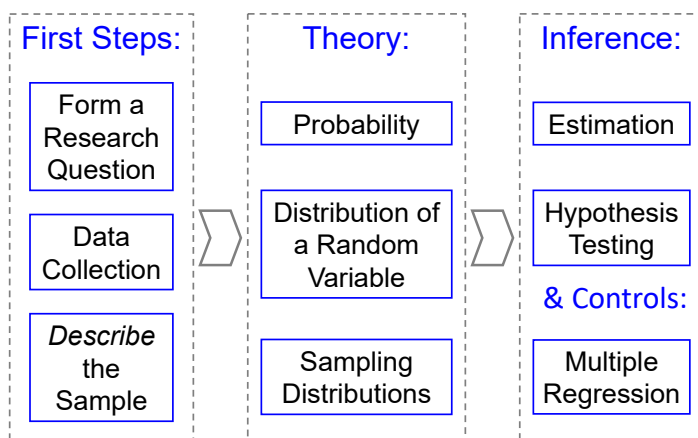 First Steps:
Form a
Research
Question
Data
Collection
Describe
the
Sample
Theory:
Probability
Distribution of
a Random
Variable
Sampling
Distributions
Inference:
Estimation
Hypothesis
Testing
& Controls:
Multiple
Regression